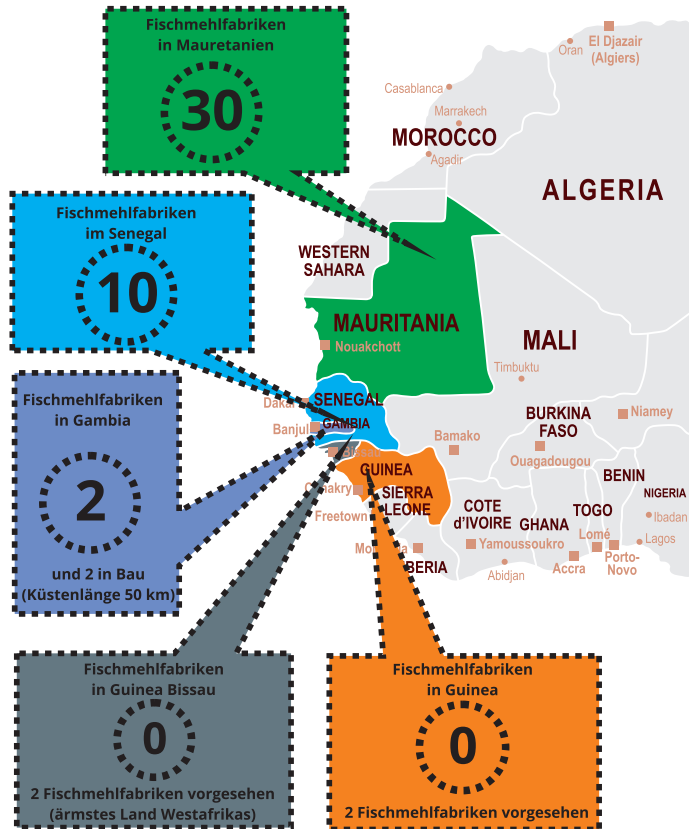 Fischmehlfabriken
in Mauretanien
30
Fischmehlfabriken
im Senegal
10
Fischmehlfabriken
in Gambia
2
und 2 in Bau
(Küstenlänge 50 km)
Fischmehlfabriken
in Guinea Bissau
0
2 Fischmehlfabriken vorgesehen
(ärmstes Land Westafrikas)
Fischmehlfabriken
in Guinea
0
2 Fischmehlfabriken vorgesehen
Oran
El Djazair
(Algiers)
Casablanca
Marrakech
MOROCCO
Agadir
ALGERIA
WESTERN
SAHARA
MAURITANIA
Nouakchott
MALI
Timbuktu
Dakar
SENEGAL
Banjul
GAMBIA
Bissau
Bamako
BURKINA
FASO
Niamey
Ouagadougou
GUINEA
SIERRA
LEONE
Freetown
COTE
d'IVOIRE
GHANA
TOGO
BENIN
NIGERIA
Ibadan
Lagos
Lomé
Porto-
Novo
Accra
Yamoussoukro
Abidjan
BERIA